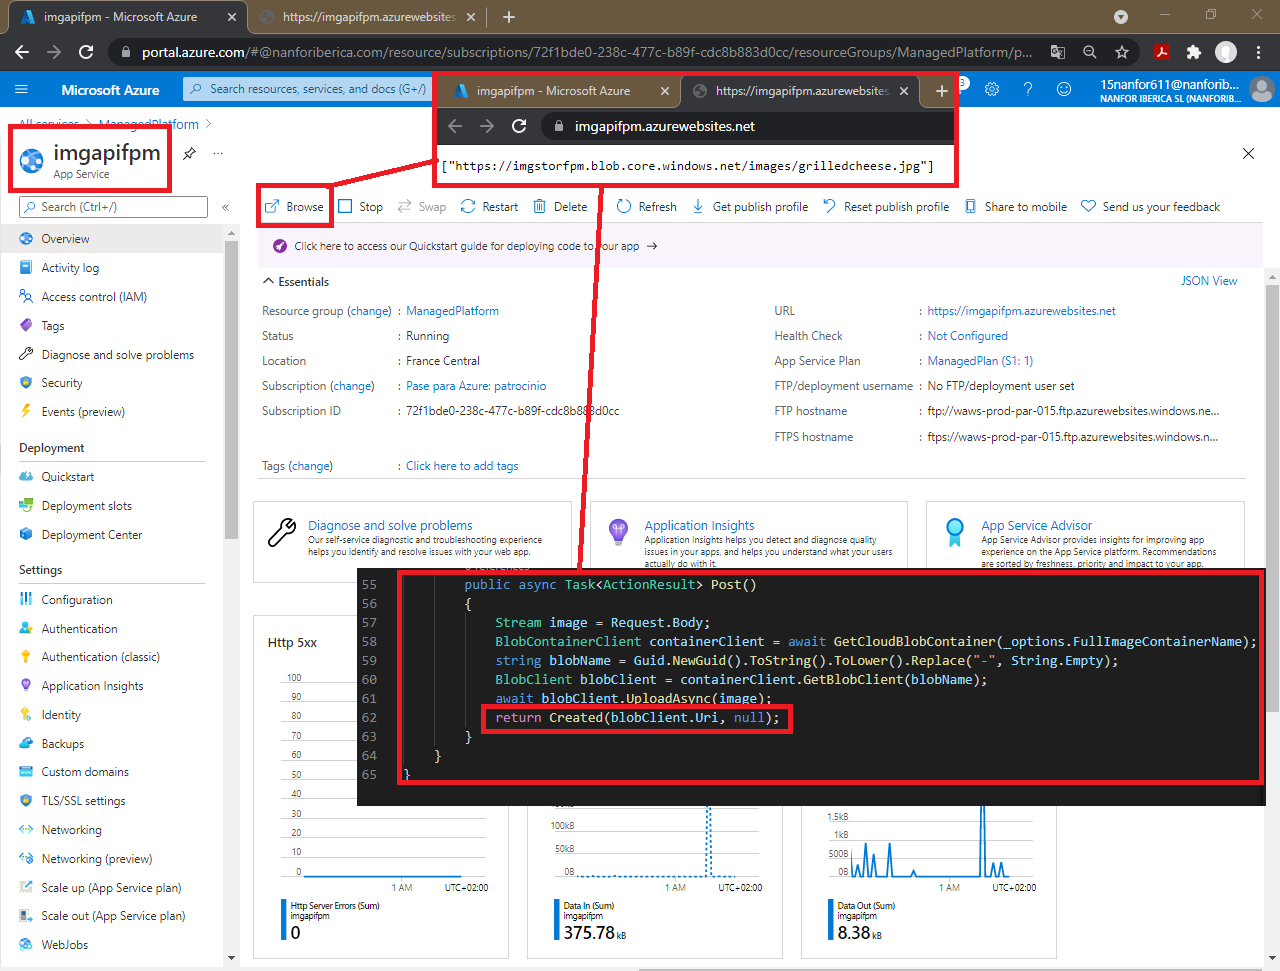 imgapifpm - Microsoft Azure
https://imgapifpm.azurewebsites.
portal.azure.com/#@nanforiberica.com/resource/subscriptions/72f1bde0-238c-477c-b89f-cdc8b883d0cc/resourceGroups/ManagedPlatform/p...
Microsoft Azure
Search resources, services, and docs (G+/)
3
15nanfor611@nanforib...
NANFOR IBERICA SL (NANFORIB...
imgapifpm - Microsoft Azure
https://imgapifpm.azurewebsites.
imgapifpm.azurewebsites.net
["https://imgstorfpm.blob.core.windows.net/images/grilledcheese.jpg"]
All services
ManagedPlatform
imgapifpm
App Service
Search (Ctrl+/)
Browse
Stop
Swap
Restart
Delete
Refresh
Get publish profile
Reset publish profile
Share to mobile
Send us your feedback
Overview
Activity log
Access control (IAM)
Tags
Diagnose and solve problems
Security
Events (preview)
Deployment
Quickstart
Deployment slots
Deployment Center
Settings
Configuration
Authentication
Authentication (classic)
Application Insights
Identity
Backups
Custom domains
TLS/SSL settings
Networking
Networking (preview)
Scale up (App Service plan)
Scale out (App Service plan)
WebJobs
Click here to access our Quickstart guide for deploying code to your app
Essentials
JSON View
Resource group (change) : ManagedPlatform
Status : Running
Location : France Central
Subscription (change) : Pase para Azure: patrocinio
Subscription ID : 72f1bde0-238c-477c-b89f-cdc8b883d0cc
Tags (change) : Click here to add tags
URL : https://imgapifpm.azurewebsites.net
Health Check : Not Configured
App Service Plan : ManagedPlan (S1: 1)
FTP/deployment username : No FTP/deployment user set
FTP hostname : ftp://waws-prod-par-015.ftp.azurewebsites.windows.ne...
FTPS hostname : ftps://waws-prod-par-015.ftp.azurewebsites.windows.n...
Diagnose and solve problems
Our self-service diagnostic and troubleshooting experience
helps you identify and resolve issues with your web app.
Application Insights
Application Insights helps you detect and diagnose quality
issues in your apps, and helps you understand what your users
actually do with it.
App Service Advisor
App Service Advisor provides insights for improving app
experience on the App Service platform. Recommendations
are sorted by freshness, priority and impact to your app.
55 public async Task<ActionResult> Post()
56 {
57 Stream image = Request.Body;
58 BlobContainerClient containerClient = await GetCloudBlobContainer(_options.FullImageContainerName);
59 string blobName = Guid.NewGuid().ToString().ToLower().Replace("-", String.Empty);
60 BlobClient blobClient = containerClient.GetBlobClient(blobName);
61 await blobClient.UploadAsync(image);
62 return Created(blobClient.Uri, null);
63 }
64 }
65 }
Http 5xx
100
90
80
70
60
50
40
30
20
10
0
1 AM
UTC+02:00
Http Server Errors (Sum)
imgapifpm
0
100kB
50kB
0B
1 AM
UTC+02:00
Data In (Sum)
imgapifpm
375.78 kB
1.5kB
1kB
500B
0B
1 AM
UTC+02:00
Data Out (Sum)
imgapifpm
8.38 kB